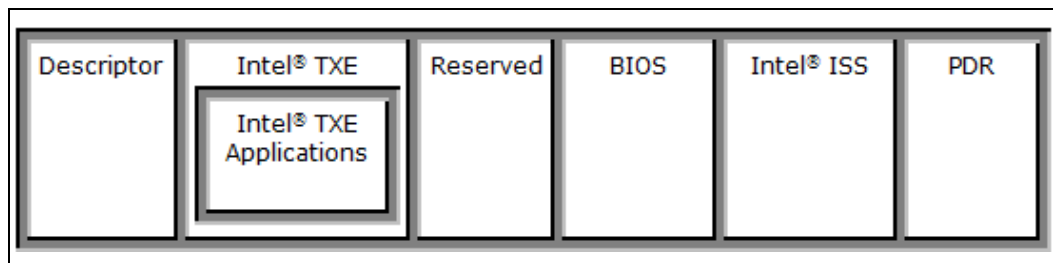 Descriptor
Intel® TXE
Intel® TXE
Applications
Reserved
BIOS
Intel® ISS
PDR